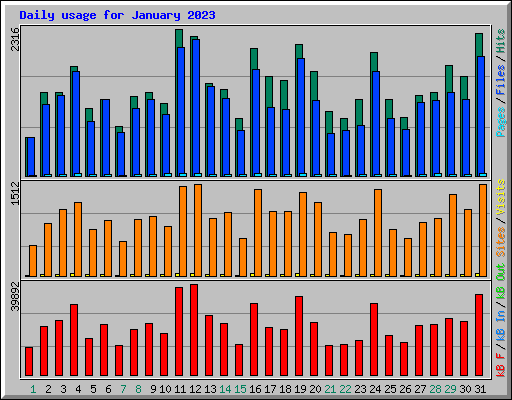 Daily usage for January 2023
2316
Pages / Files / Hits
1512
Sites / Visits
39892
kB F / kB In / kB Out
1 2 3 4 5 6 7 8 9 10 11 12 13 14 15 16 17 18 19 20 21 22 23 24 25 26 27 28 29 30 31